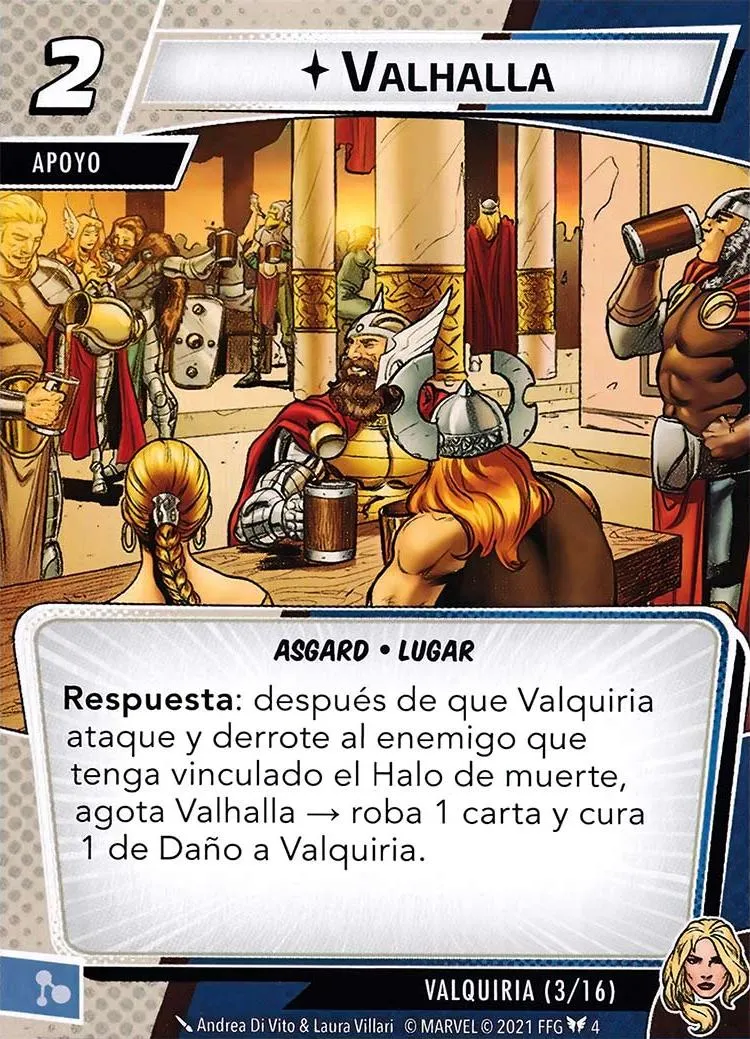 2
VALHALLA
APOYO
ASGARD • LUGAR
Respuesta: después de que Valquiria
ataque y derrote al enemigo que
tenga vinculado el Halo de muerte,
agota Valhalla → roba 1 carta y cura
1 de Daño a Valquiria.
VALQUIRIA (3/16)
Andrea Di Vito & Laura Villari © MARVEL © 2021 FFG 4